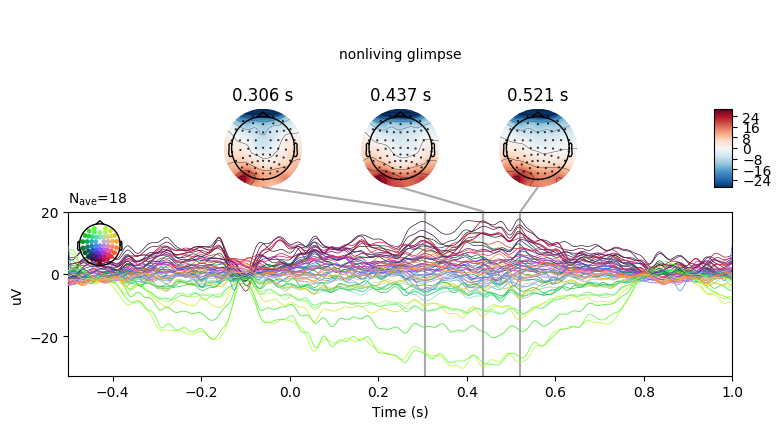 nonliving glimpse
0.306 s 0.437 s 0.521 s
24
16
8
0
−8
−16
−24
Nave=18
20
0
−20
uV
−0.4 −0.2 0.0 0.2 0.4 0.6 0.8 1.0
Time (s)